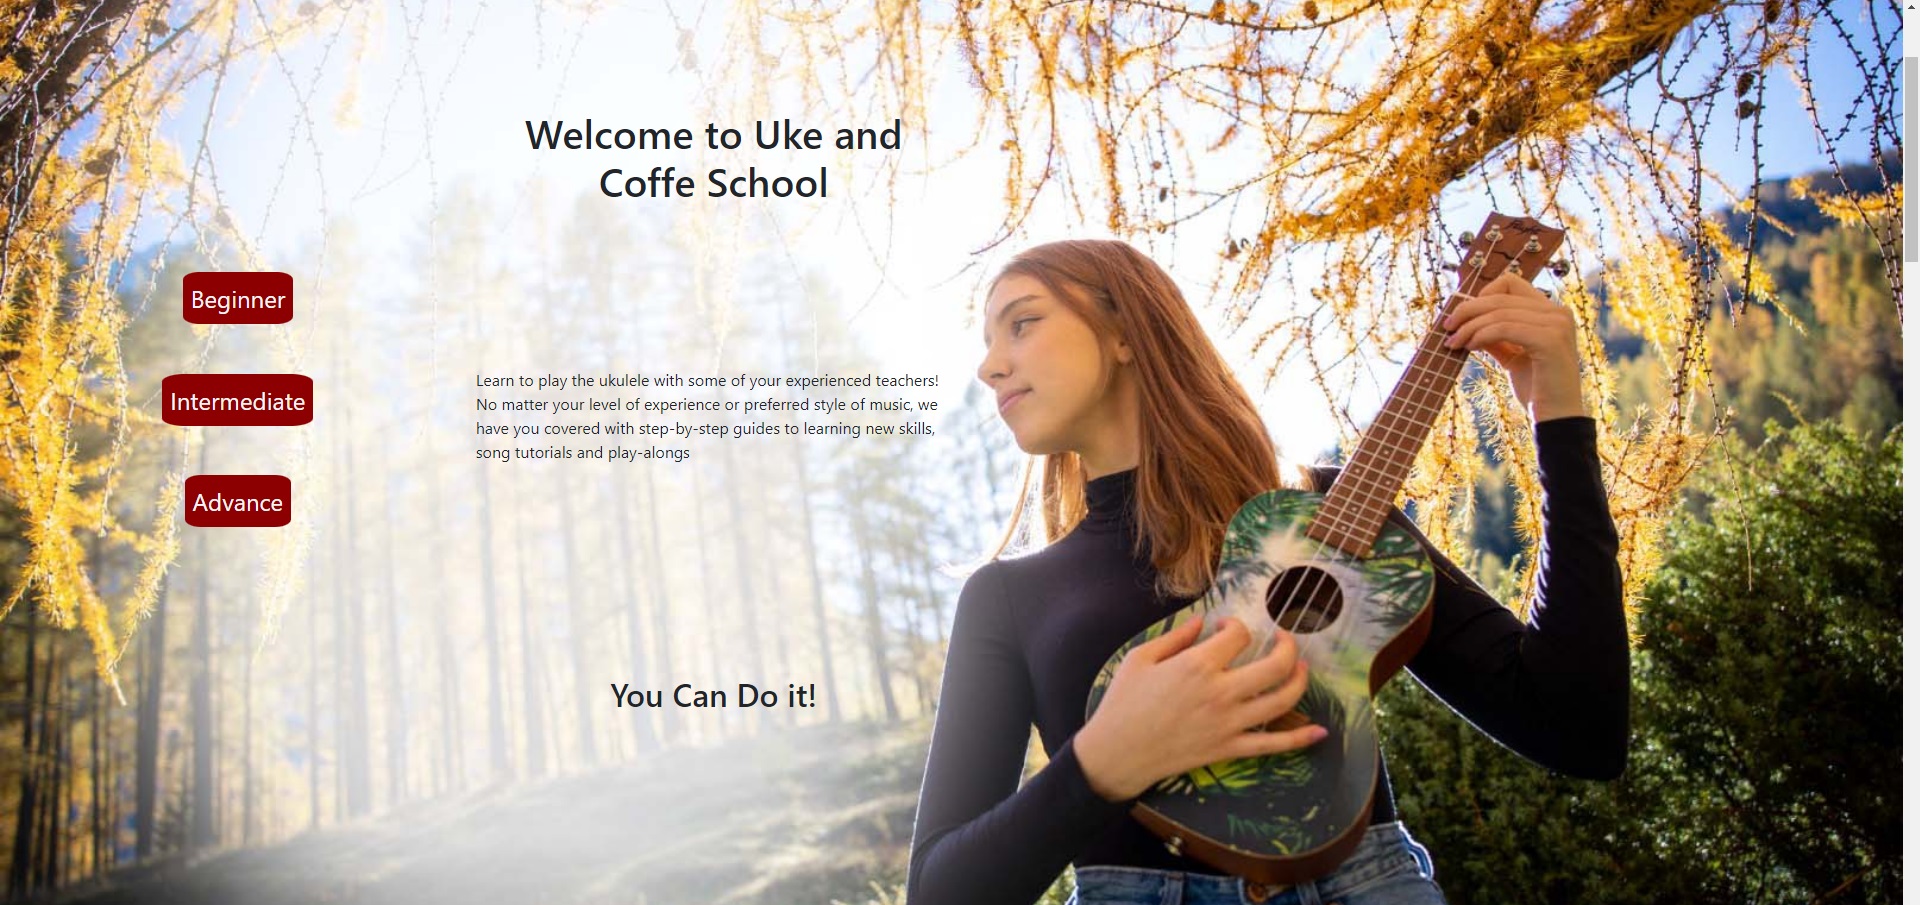 Welcome to Uke and
Coffe School
Beginner
Intermediate
Advance
Learn to play the ukulele with some of your experienced teachers!
No matter your level of experience or preferred style of music, we
have you covered with step-by-step guides to learning new skills,
song tutorials and play-alongs
You Can Do it!